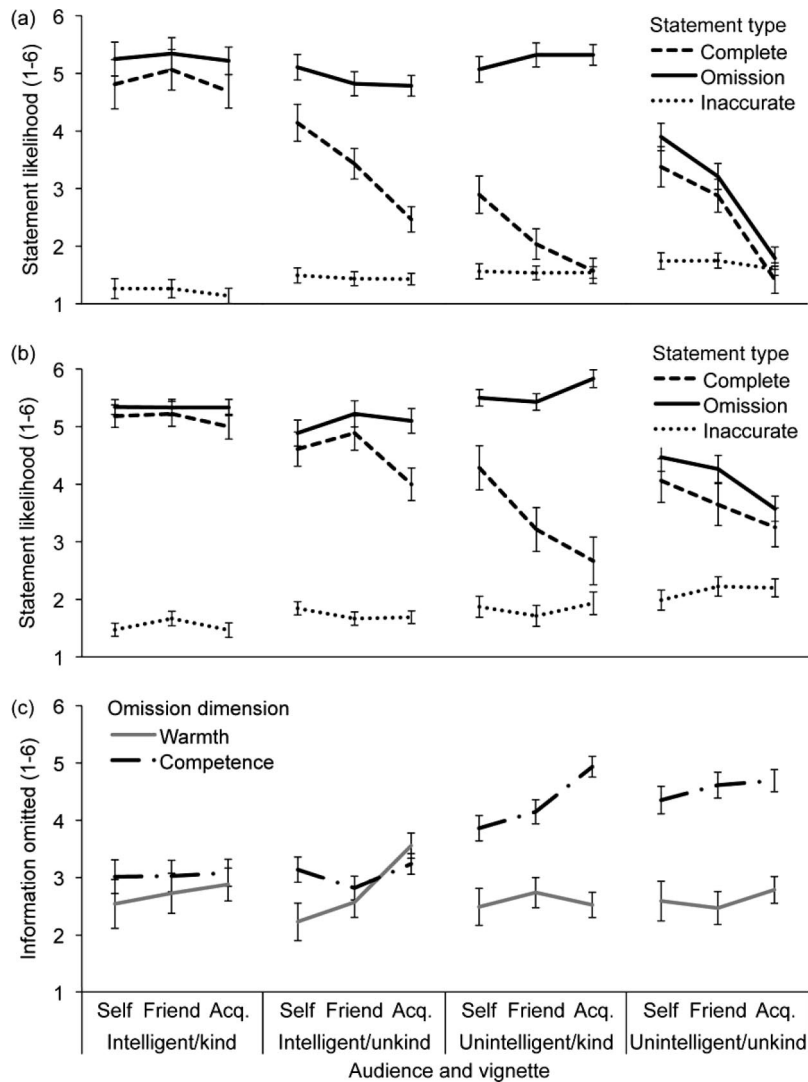 (a)
Statement likelihood (1-6)
6
5
4
3
2
1
Statement type
Complete
Omission
Inaccurate
(b)
Statement likelihood (1-6)
6
5
4
3
2
1
Statement type
Complete
Omission
Inaccurate
(c)
Information omitted (1-6)
6
5
4
3
2
1
Omission dimension
Warmth
Competence
Self Friend Acq. Self Friend Acq. Self Friend Acq. Self Friend Acq.
Intelligent/kind Intelligent/unkind Unintelligent/kind Unintelligent/unkind
Audience and vignette